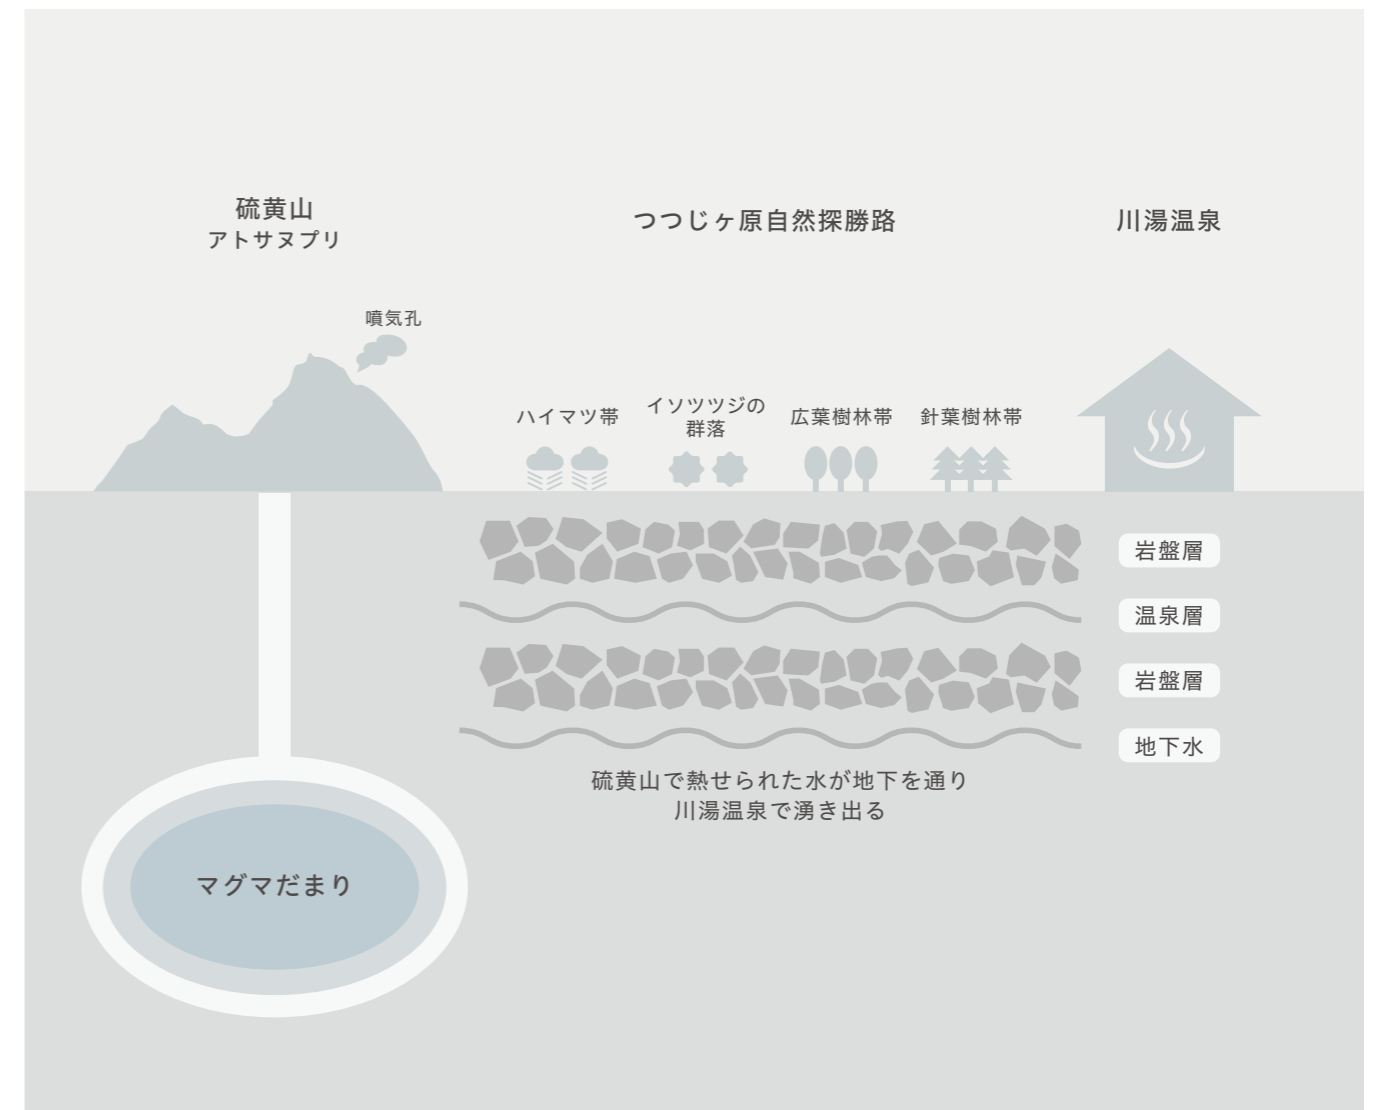 硫黄山
アトサヌプリ
つつじヶ原自然探勝路
川湯温泉
噴気孔
ハイマツ帯
イソツツジの
群落
広葉樹林帯
針葉樹林帯
岩盤層
温泉層
岩盤層
地下水
硫黄山で熱せられた水が地下を通り
川湯温泉で湧き出る
マグマだまり